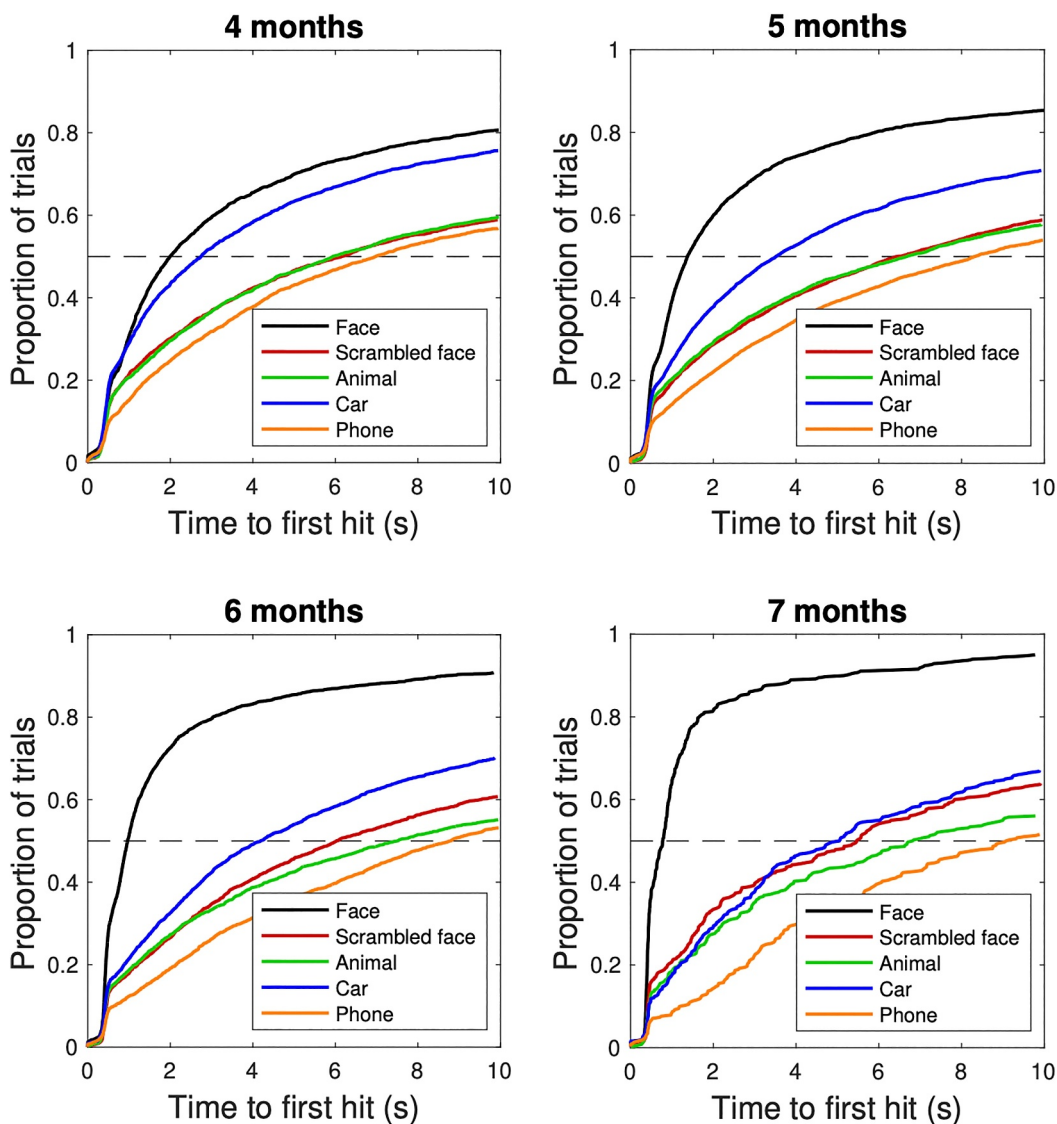 4 months
1
0.8
0.6
0.4
0.2
0
Proportion of trials
Face
Scrambled face
Animal
Car
Phone
0 2 4 6 8 10
Time to first hit (s)
5 months
1
0.8
0.6
0.4
0.2
0
Proportion of trials
Face
Scrambled face
Animal
Car
Phone
0 2 4 6 8 10
Time to first hit (s)
6 months
1
0.8
0.6
0.4
0.2
0
Proportion of trials
Face
Scrambled face
Animal
Car
Phone
0 2 4 6 8 10
Time to first hit (s)
7 months
1
0.8
0.6
0.4
0.2
0
Proportion of trials
Face
Scrambled face
Animal
Car
Phone
0 2 4 6 8 10
Time to first hit (s)